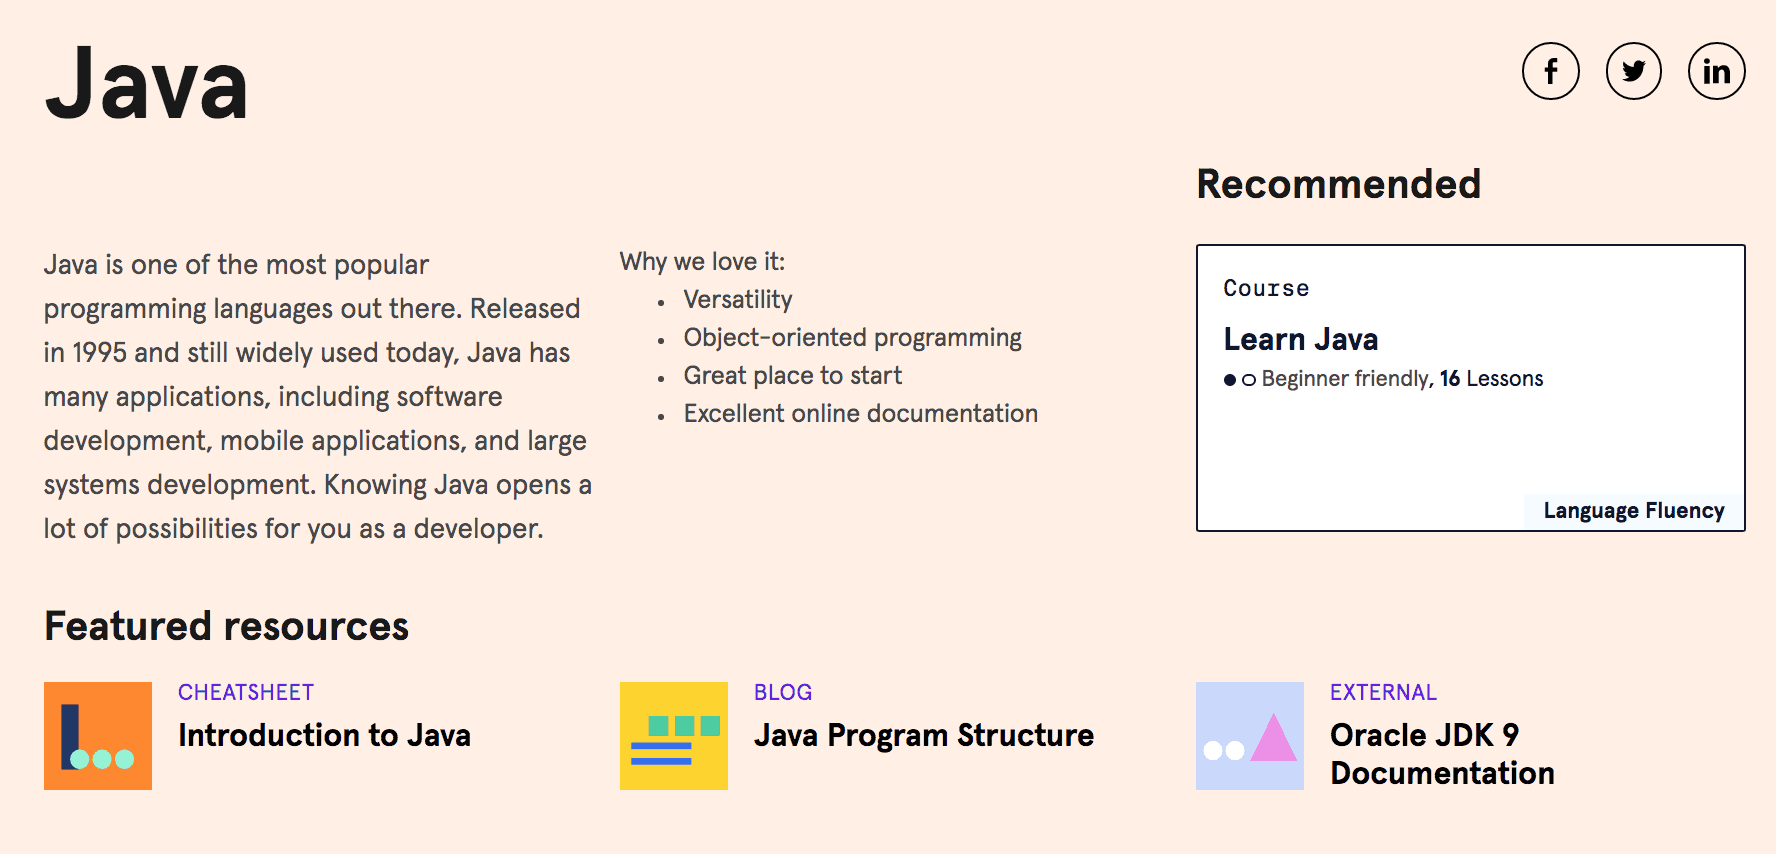 Java
f
in
Java is one of the most popular
programming languages out there. Released
in 1995 and still widely used today, Java has
many applications, including software
development, mobile applications, and large
systems development. Knowing Java opens a
lot of possibilities for you as a developer.
Why we love it:
• Versatility
• Object-oriented programming
• Great place to start
• Excellent online documentation
Recommended
Course
Learn Java
Beginner friendly, 16 Lessons
Language Fluency
Featured resources
CHEATSHEET
Introduction to Java
BLOG
Java Program Structure
EXTERNAL
Oracle JDK 9
Documentation